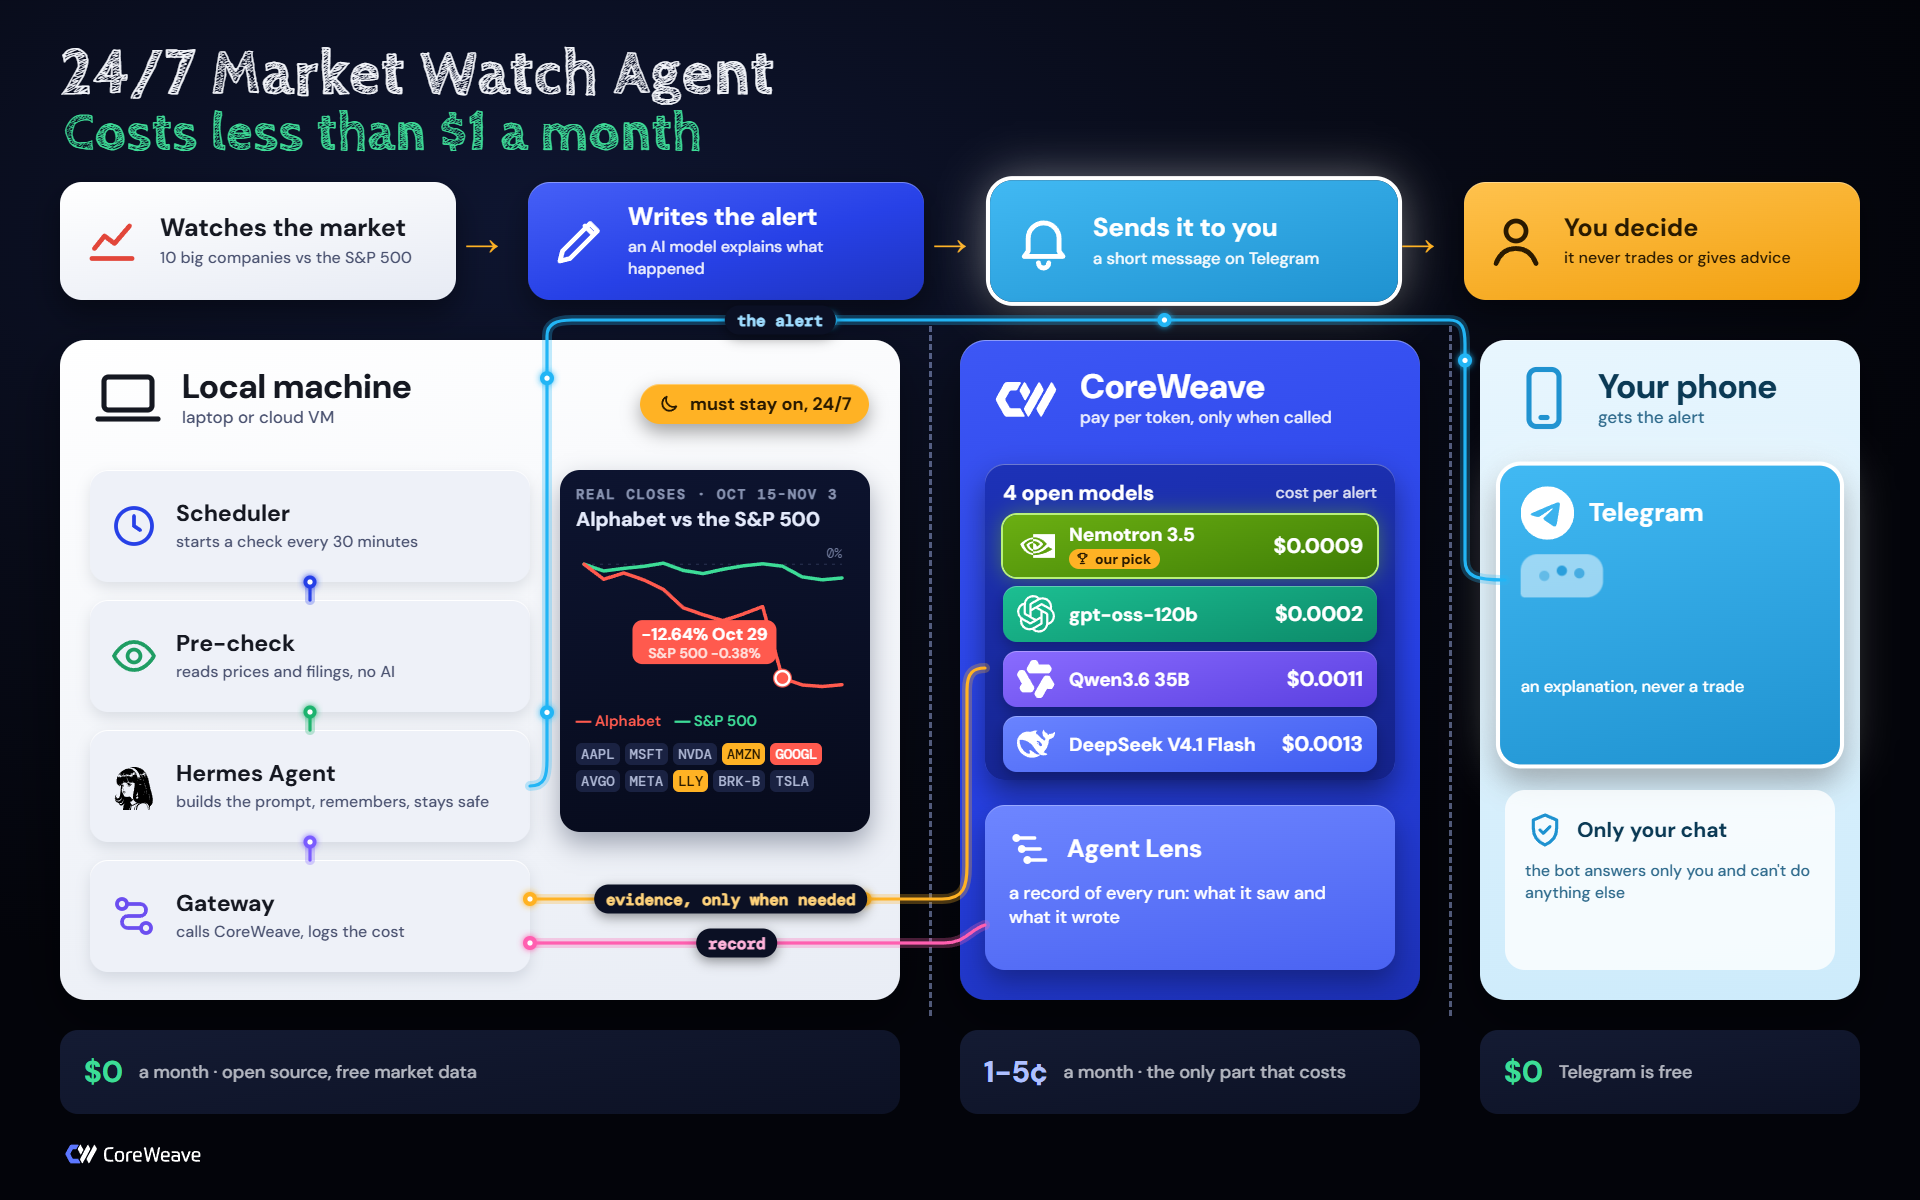 24/7 Market Watch Agent
Costs less than $1 a month
Watches the market
10 big companies vs the S&P 500
→
Writes the alert
an AI model explains what
happened
→
Sends it to you
a short message on Telegram
→
You decide
it never trades or gives advice
the alert
Local machine
laptop or cloud VM
must stay on, 24/7
Scheduler
starts a check every 30 minutes
Pre-check
reads prices and filings, no AI
Hermes Agent
builds the prompt, remembers, stays safe
Gateway
calls CoreWeave, logs the cost
REAL CLOSES · OCT 15-NOV 3
Alphabet vs the S&P 500
0%
-12.64% Oct 29
S&P 500 -0.38%
Alphabet S&P 500
AAPL MSFT NVDA AMZN GOOGL
AVGO META LLY BRK-B TSLA
evidence, only when needed
record
CoreWeave
pay per token, only when called
4 open models cost per alert
Nemotron 3.5 $0.0009
our pick
gpt-oss-120b $0.0002
Qwen3.6 35B $0.0011
DeepSeek V4.1 Flash $0.0013
Agent Lens
a record of every run: what it saw and
what it wrote
Your phone
gets the alert
Telegram
an explanation, never a trade
Only your chat
the bot answers only you and can't do
anything else
$0 a month · open source, free market data
1-5¢ a month · the only part that costs
$0 Telegram is free
CoreWeave